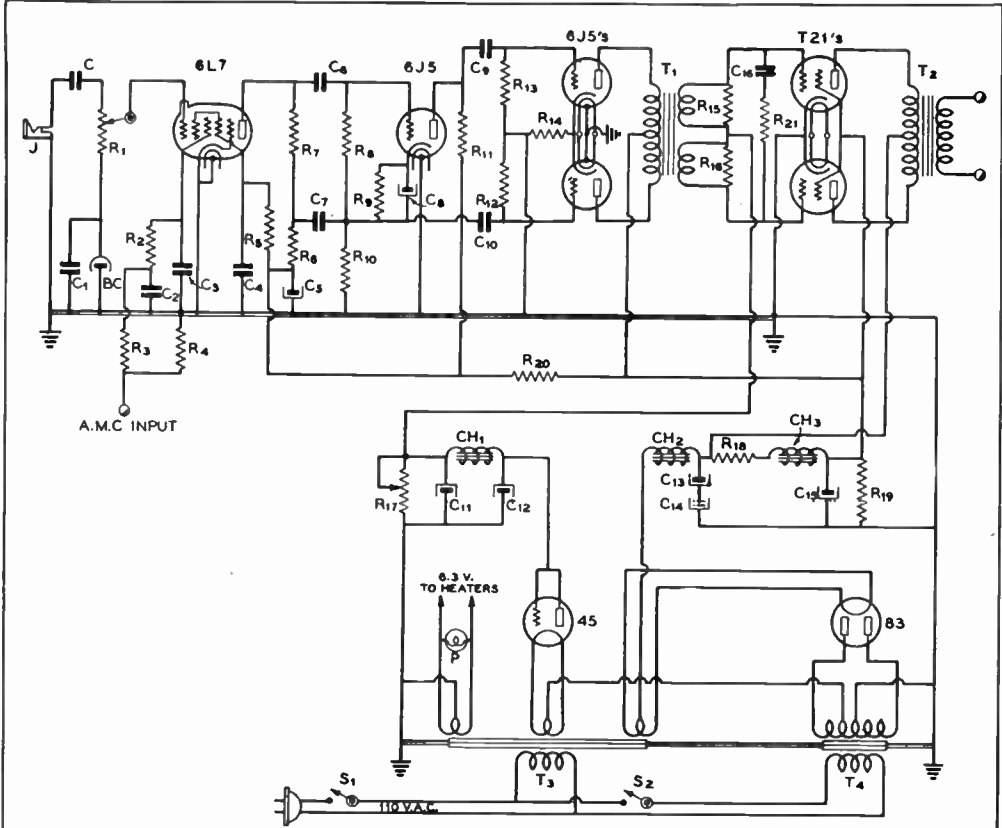 6L7
6J5
6J5's
T21's
C
C6
C9
R13
T1
C16
T2
R14
R15
R21
R16
J
R1
R7
R8
R11
R12
R9
C8
C7
C10
R2
R5
R6
R10
C1
BC
C2
C3
C4
C5
R3
R4
R20
A.M.C INPUT
CH1
CH2
R18
CH3
R17
C11
C12
C13
C14
C15
R19
6.3 V.
TO HEATERS
P
45
83
T3
T4
S1
S2
110 V.A.C.